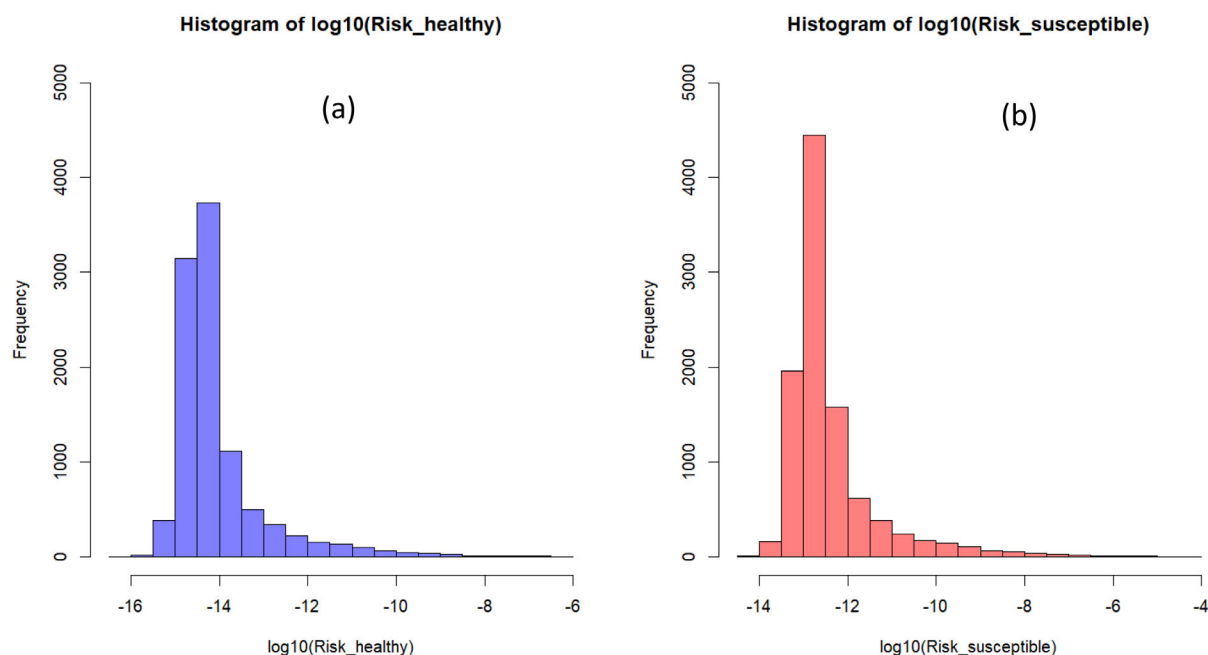 Histogram of log10(Risk_healthy)
(a)
Frequency
5000
4000
3000
2000
1000
0
-16 -14 -12 -10 -8 -6
log10(Risk_healthy)
Histogram of log10(Risk_susceptible)
(b)
Frequency
5000
4000
3000
2000
1000
0
-14 -12 -10 -8 -6 -4
log10(Risk_susceptible)